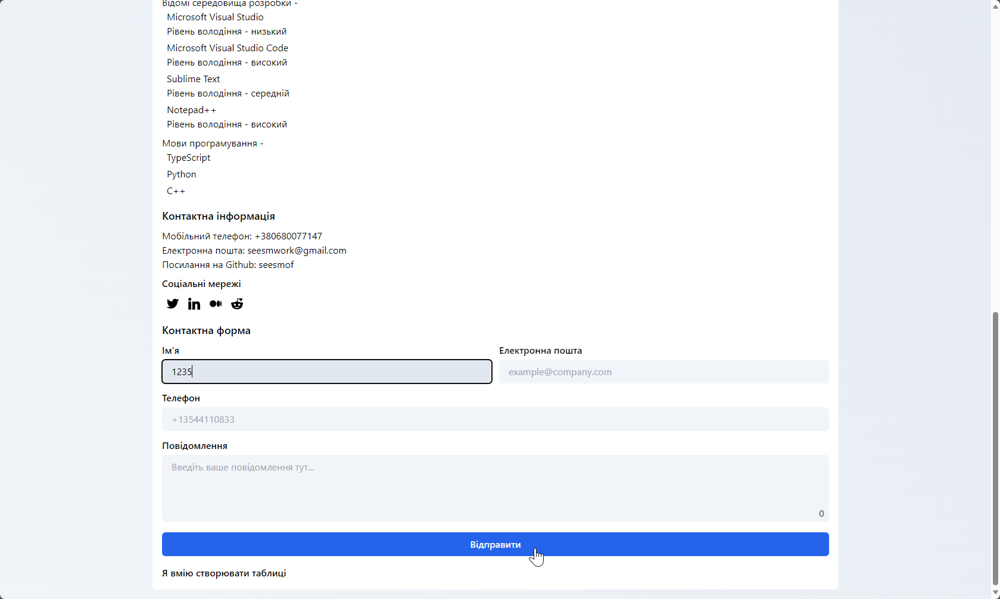 Відомі середовища розробки -
Microsoft Visual Studio
Рівень володіння - низький
Microsoft Visual Studio Code
Рівень володіння - високий
Sublime Text
Рівень володіння - середній
Notepad++
Рівень володіння - високий
Мови програмування -
TypeScript
Python
C++
Контактна інформація
Мобільний телефон: +380680077147
Електронна пошта: seesmwork@gmail.com
Посилання на Github: seesmof
Соціальні мережі
Контактна форма
Ім'я
Електронна пошта
1235
example@company.com
Телефон
+13544110833
Повідомлення
Введіть ваше повідомлення тут...
0
Відправити
Я вмію створювати таблиці